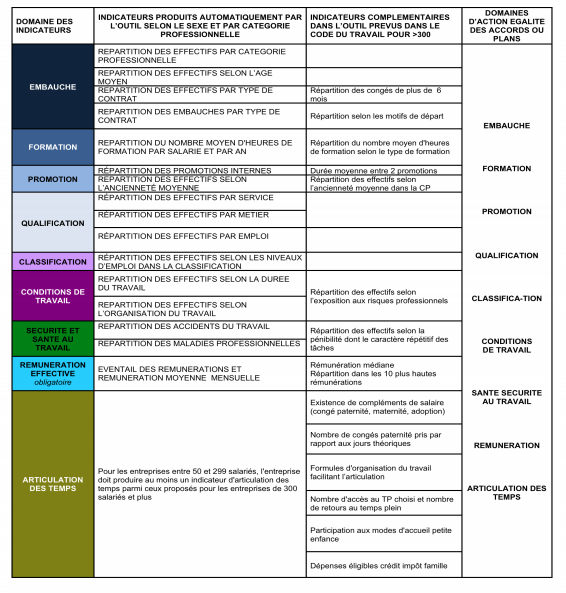 DOMAINE DES
INDICATEURS
INDICATEURS PRODUITS AUTOMATIQUEMENT PAR
L'OUTIL SELON LE SEXE ET PAR CATEGORIE
PROFESSIONNELLE
INDICATEURS COMPLEMENTAIRES
DANS L'OUTIL PREVUS DANS LE
CODE DU TRAVAIL POUR >300
DOMAINES
D'ACTION EGALITE
DES ACCORDS OU
PLANS
EMBAUCHE
REPARTITION DES EFFECTIFS PAR CATEGORIE
PROFESSIONNELLE
REPARTITION DES EFFECTIFS SELON L'AGE
MOYEN
REPARTITION DES EFFECTIFS PAR TYPE DE
CONTRAT
Répartition des congés de plus de 6
mois
REPARTITION DES EMBAUCHES PAR TYPE DE
CONTRAT
Répartition selon les motifs de départ
FORMATION
REPARTITION DU NOMBRE MOYEN D'HEURES DE
FORMATION PAR SALARIE ET PAR AN
Répartition du nombre moyen d'heures
de formation selon le type de formation
PROMOTION
RÉPARTITION DES PROMOTIONS INTERNES
Durée moyenne entre 2 promotions
REPARTITION DES EFFECTIFS SELON
L'ANCIENNETÉ MOYENNE
Répartition des effectifs selon
l'ancienneté moyenne dans la CP
QUALIFICATION
RÉPARTITION DES EFFECTIFS PAR SERVICE
RÉPARTITION DES EFFECTIFS PAR METIER
RÉPARTITION DES EFFECTIFS PAR EMPLOI
CLASSIFICATION
RÉPARTITION DES EFFECTIFS SELON LES NIVEAUX
D'EMPLOI DANS LA CLASSIFICATION
CONDITIONS DE
TRAVAIL
REPARTITION DES EFFECTIFS SELON LA DUREE
DU TRAVAIL
REPARTITION DES EFFECTIFS SELON
L'ORGANISATION DU TRAVAIL
Répartition des effectifs selon
l'exposition aux risques professionnels
SECURITE ET
SANTE AU
TRAVAIL
REPARTITION DES ACCIDENTS DU TRAVAIL
REPARTITION DES MALADIES PROFESSIONNELLES
Répartition des effectifs selon la
pénibilité dont le caractère répétitif des
tâches
REMUNERATION
EFFECTIVE
obligatoire
EVENTAIL DES REMUNERATIONS ET
REMUNERATION MOYENNE MENSUELLE
Rémunération médiane
Répartition dans les 10 plus hautes
rémunérations
ARTICULATION
DES TEMPS
Pour les entreprises entre 50 et 299 salariés, l'entreprise
doit produire au moins un indicateur d'articulation des
temps parmi ceux proposés pour les entreprises de 300
salariés et plus
Existence de compléments de salaire
(congé paternité, maternité, adoption)
Nombre de congés paternité pris par
rapport aux jours théoriques
Formules d'organisation du travail
facilitant l'articulation
Nombre d'accès au TP choisi et nombre
de retours au temps plein
Participation aux modes d'accueil petite
enfance
Dépenses éligibles crédit impôt famille
EMBAUCHE
FORMATION
PROMOTION
QUALIFICATION
CLASSIFICA-TION
CONDITIONS
DE TRAVAIL
SANTE SECURITE
AU TRAVAIL
REMUNERATION
ARTICULATION DES
TEMPS